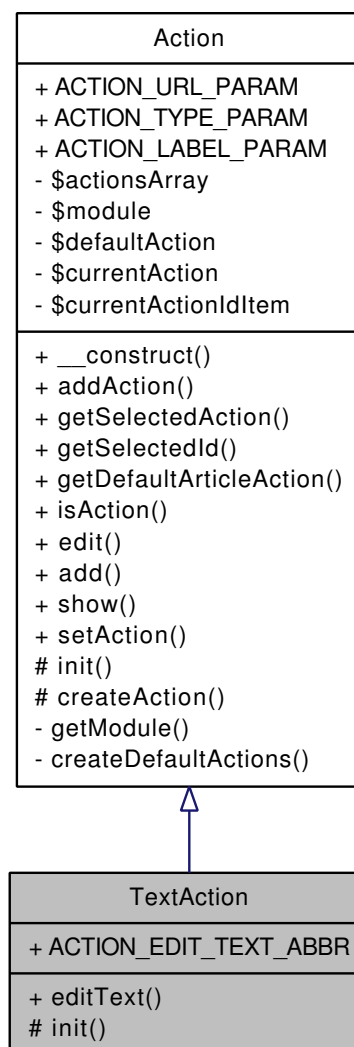 Action
+ ACTION_URL_PARAM
+ ACTION_TYPE_PARAM
+ ACTION_LABEL_PARAM
- $actionsArray
- $module
- $defaultAction
- $currentAction
- $currentActionIdItem
+ __construct()
+ addAction()
+ getSelectedAction()
+ getSelectedId()
+ getDefaultArticleAction()
+ isAction()
+ edit()
+ add()
+ show()
+ setAction()
# init()
# createAction()
- getModule()
- createDefaultActions()
TextAction
+ ACTION_EDIT_TEXT_ABBR
+ editText()
# init()